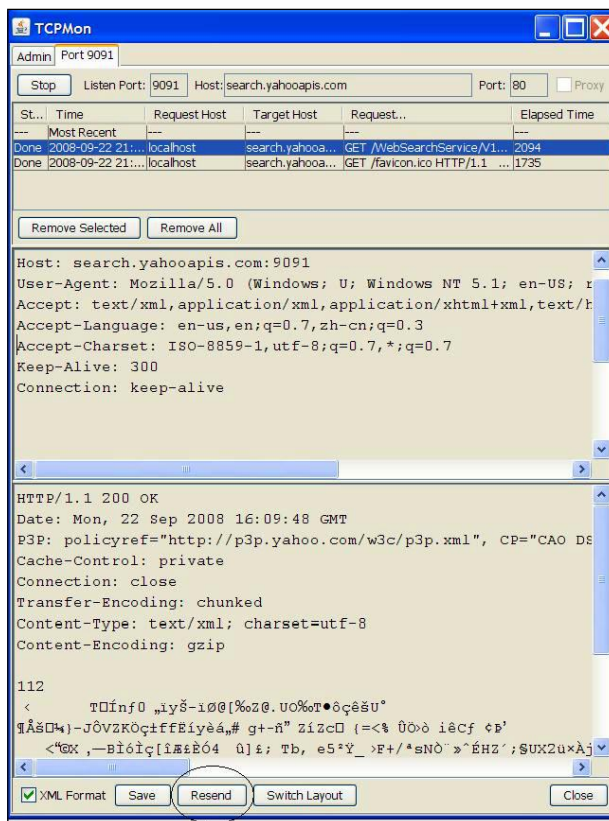 TCPMon
Admin Port 9091
Stop Listen Port: 9091 Host: search.yahooapis.com Port: 80 Proxy
St... Time Request Host Target Host Request... Elapsed Time
--- Most Recent --- --- --- ---
Done 2008-09-22 21:... localhost search.yahooa... GET /WebSearchService/V1... 2094
Done 2008-09-22 21:... localhost search.yahooa... GET /favicon.ico HTTP/1.1 ... 1735
Remove Selected Remove All
Host: search.yahooapis.com:9091
User-Agent: Mozilla/5.0 (Windows; U; Windows NT 5.1; en-US; r
Accept: text/xml,application/xml,application/xhtml+xml,text/h
Accept-Language: en-us,en;q=0.7,zh-cn;q=0.3
Accept-Charset: ISO-8859-1,utf-8;q=0.7,*;q=0.7
Keep-Alive: 300
Connection: keep-alive
HTTP/1.1 200 OK
Date: Mon, 22 Sep 2008 16:09:48 GMT
P3P: policyref="http://p3p.yahoo.com/w3c/p3p.xml", CP="CAO DS
Cache-Control: private
Connection: close
Transfer-Encoding: chunked
Content-Type: text/xml; charset=utf-8
Content-Encoding: gzip
112
XML Format Save Resend Switch Layout Close